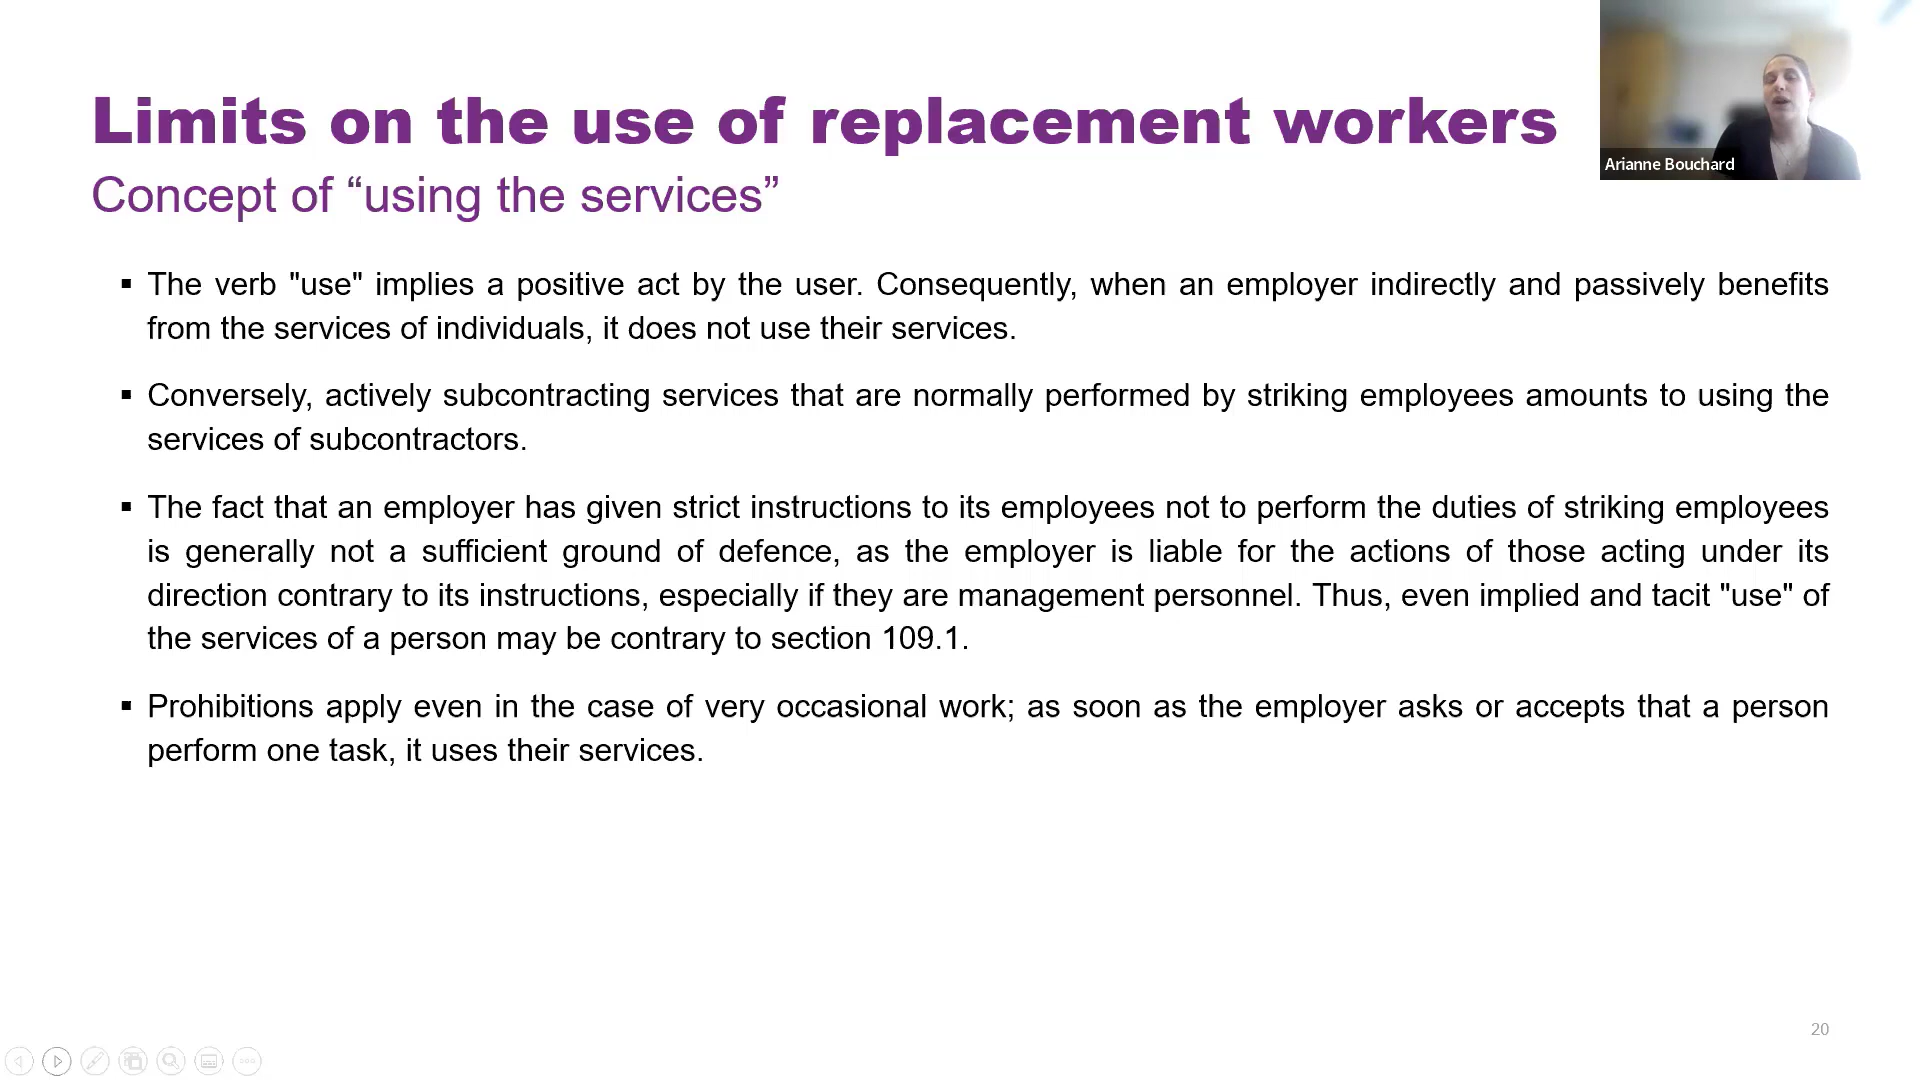 Limits on the use of replacement workers
Concept of “using the services”
Arianne Bouchard
▪ The verb "use" implies a positive act by the user. Consequently, when an employer indirectly and passively benefits
from the services of individuals, it does not use their services.
▪ Conversely, actively subcontracting services that are normally performed by striking employees amounts to using the
services of subcontractors.
▪ The fact that an employer has given strict instructions to its employees not to perform the duties of striking employees
is generally not a sufficient ground of defence, as the employer is liable for the actions of those acting under its
direction contrary to its instructions, especially if they are management personnel. Thus, even implied and tacit "use" of
the services of a person may be contrary to section 109.1.
▪ Prohibitions apply even in the case of very occasional work; as soon as the employer asks or accepts that a person
perform one task, it uses their services.
20